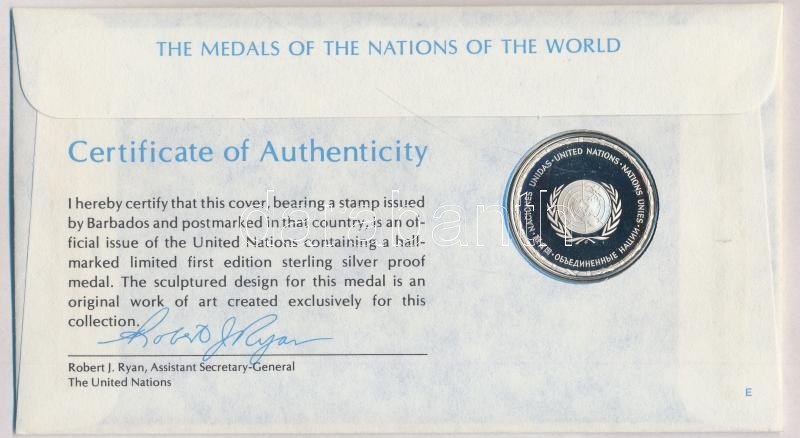 THE MEDALS OF THE NATIONS OF THE WORLD
Certificate of Authenticity
I hereby certify that this cover, bearing a stamp issued
by Barbados and postmarked in that country, is an of-
ficial issue of the United Nations containing a hall-
marked limited first edition sterling silver proof
medal. The sculptured design for this medal is an
original work of art created exclusively for this
collection.
Robert J. Ryan
Robert J. Ryan, Assistant Secretary-General
The United Nations
NACIONES UNIDAS · UNITED NATIONS · NATIONS UNIES · ОБЪЕДИНЕННЫЕ НАЦИИ ·
E